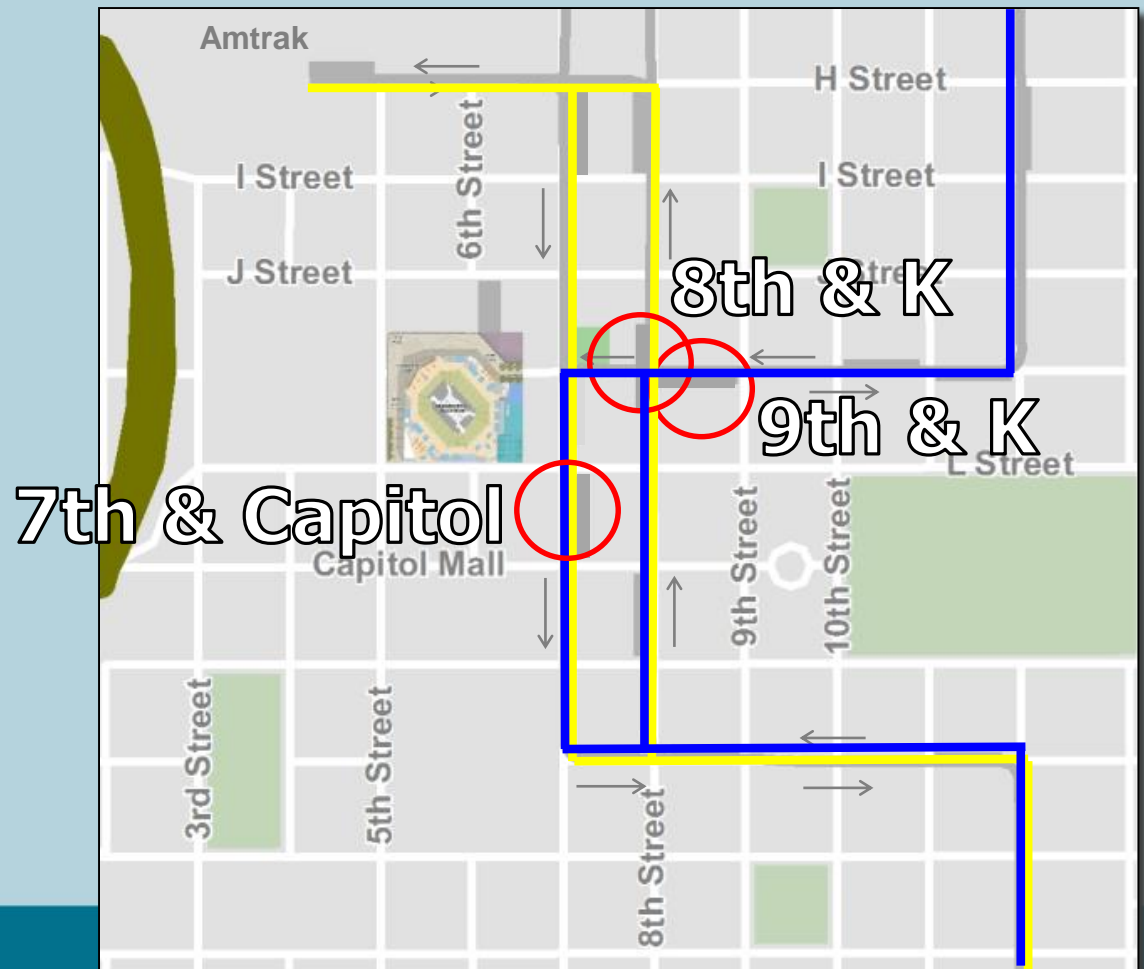 Amtrak
H Street
6th Street
I Street
I Street
J Street
8th & K
9th & K
L Street
7th & Capitol
Capitol Mall
9th Street
10th Street
3rd Street
5th Street
8th Street